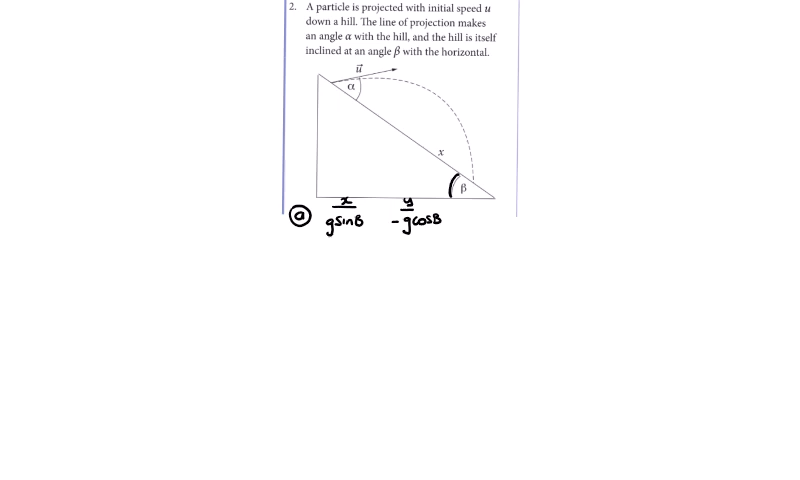 2. A particle is projected with initial speed u
down a hill. The line of projection makes
an angle α with the hill, and the hill is itself
inclined at an angle β with the horizontal.
u⃗
α
x
β
x y
ⓐ gsinβ -gcosβ